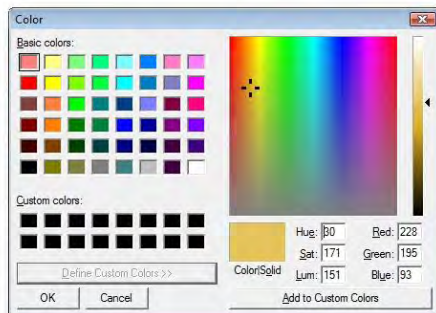 Color
Basic colors:
Custom colors:
Define Custom Colors >>
OK Cancel
Color|Solid
Hue: 30 Red: 228
Sat: 171 Green: 195
Lum: 151 Blue: 93
Add to Custom Colors